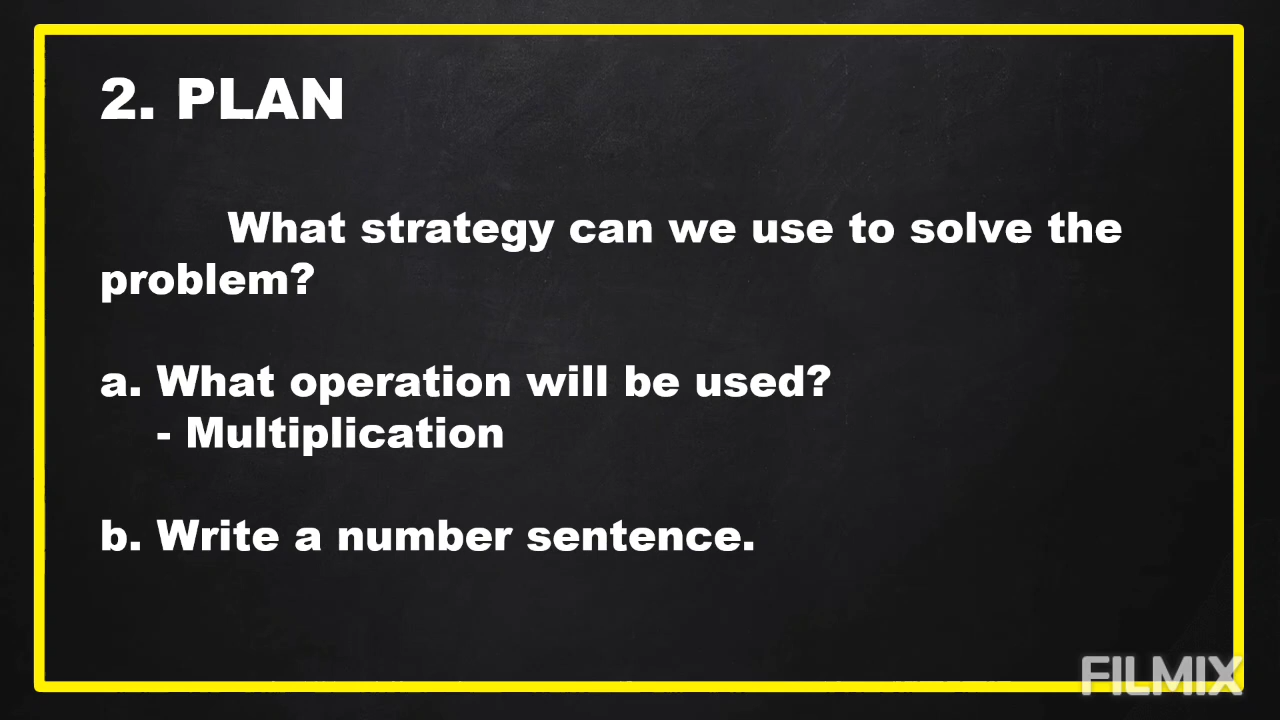 2. PLAN
What strategy can we use to solve the
problem?
a. What operation will be used?
- Multiplication
b. Write a number sentence.
FILMIX